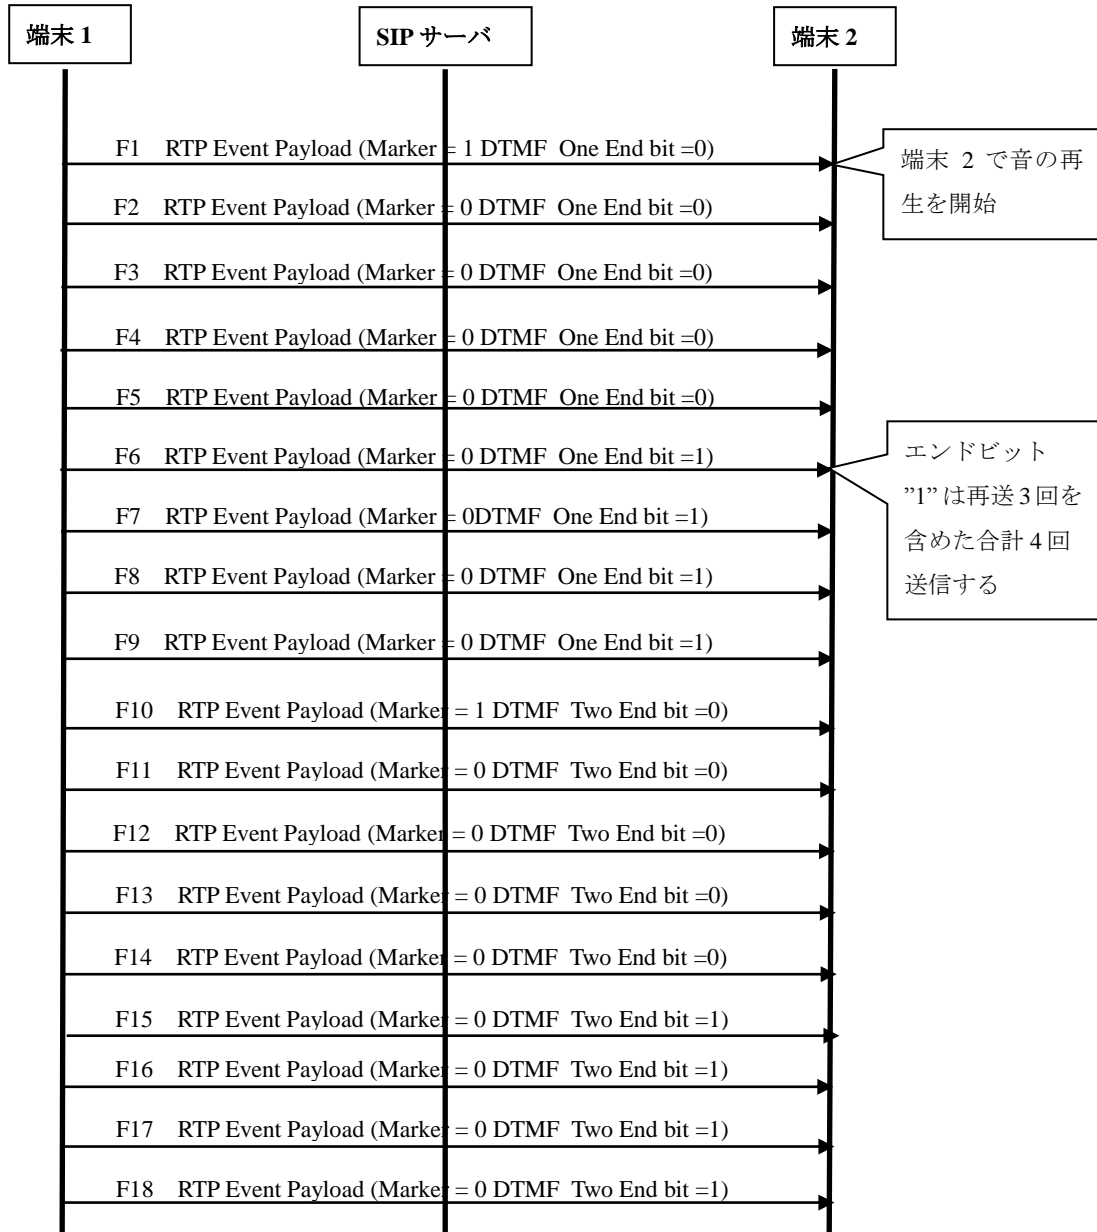 端末 1
SIP サーバ
端末 2
F1 RTP Event Payload (Marker = 1 DTMF One End bit =0)
端末 2 で音の再
生を開始
F2 RTP Event Payload (Marker = 0 DTMF One End bit =0)
F3 RTP Event Payload (Marker = 0 DTMF One End bit =0)
F4 RTP Event Payload (Marker = 0 DTMF One End bit =0)
F5 RTP Event Payload (Marker = 0 DTMF One End bit =0)
F6 RTP Event Payload (Marker = 0 DTMF One End bit =1)
エンドビット
”1”は再送 3 回を
含めた合計 4 回
送信する
F7 RTP Event Payload (Marker = 0DTMF One End bit =1)
F8 RTP Event Payload (Marker = 0 DTMF One End bit =1)
F9 RTP Event Payload (Marker = 0 DTMF One End bit =1)
F10 RTP Event Payload (Marker = 1 DTMF Two End bit =0)
F11 RTP Event Payload (Marker = 0 DTMF Two End bit =0)
F12 RTP Event Payload (Marker = 0 DTMF Two End bit =0)
F13 RTP Event Payload (Marker = 0 DTMF Two End bit =0)
F14 RTP Event Payload (Marker = 0 DTMF Two End bit =0)
F15 RTP Event Payload (Marker = 0 DTMF Two End bit =1)
F16 RTP Event Payload (Marker = 0 DTMF Two End bit =1)
F17 RTP Event Payload (Marker = 0 DTMF Two End bit =1)
F18 RTP Event Payload (Marker = 0 DTMF Two End bit =1)